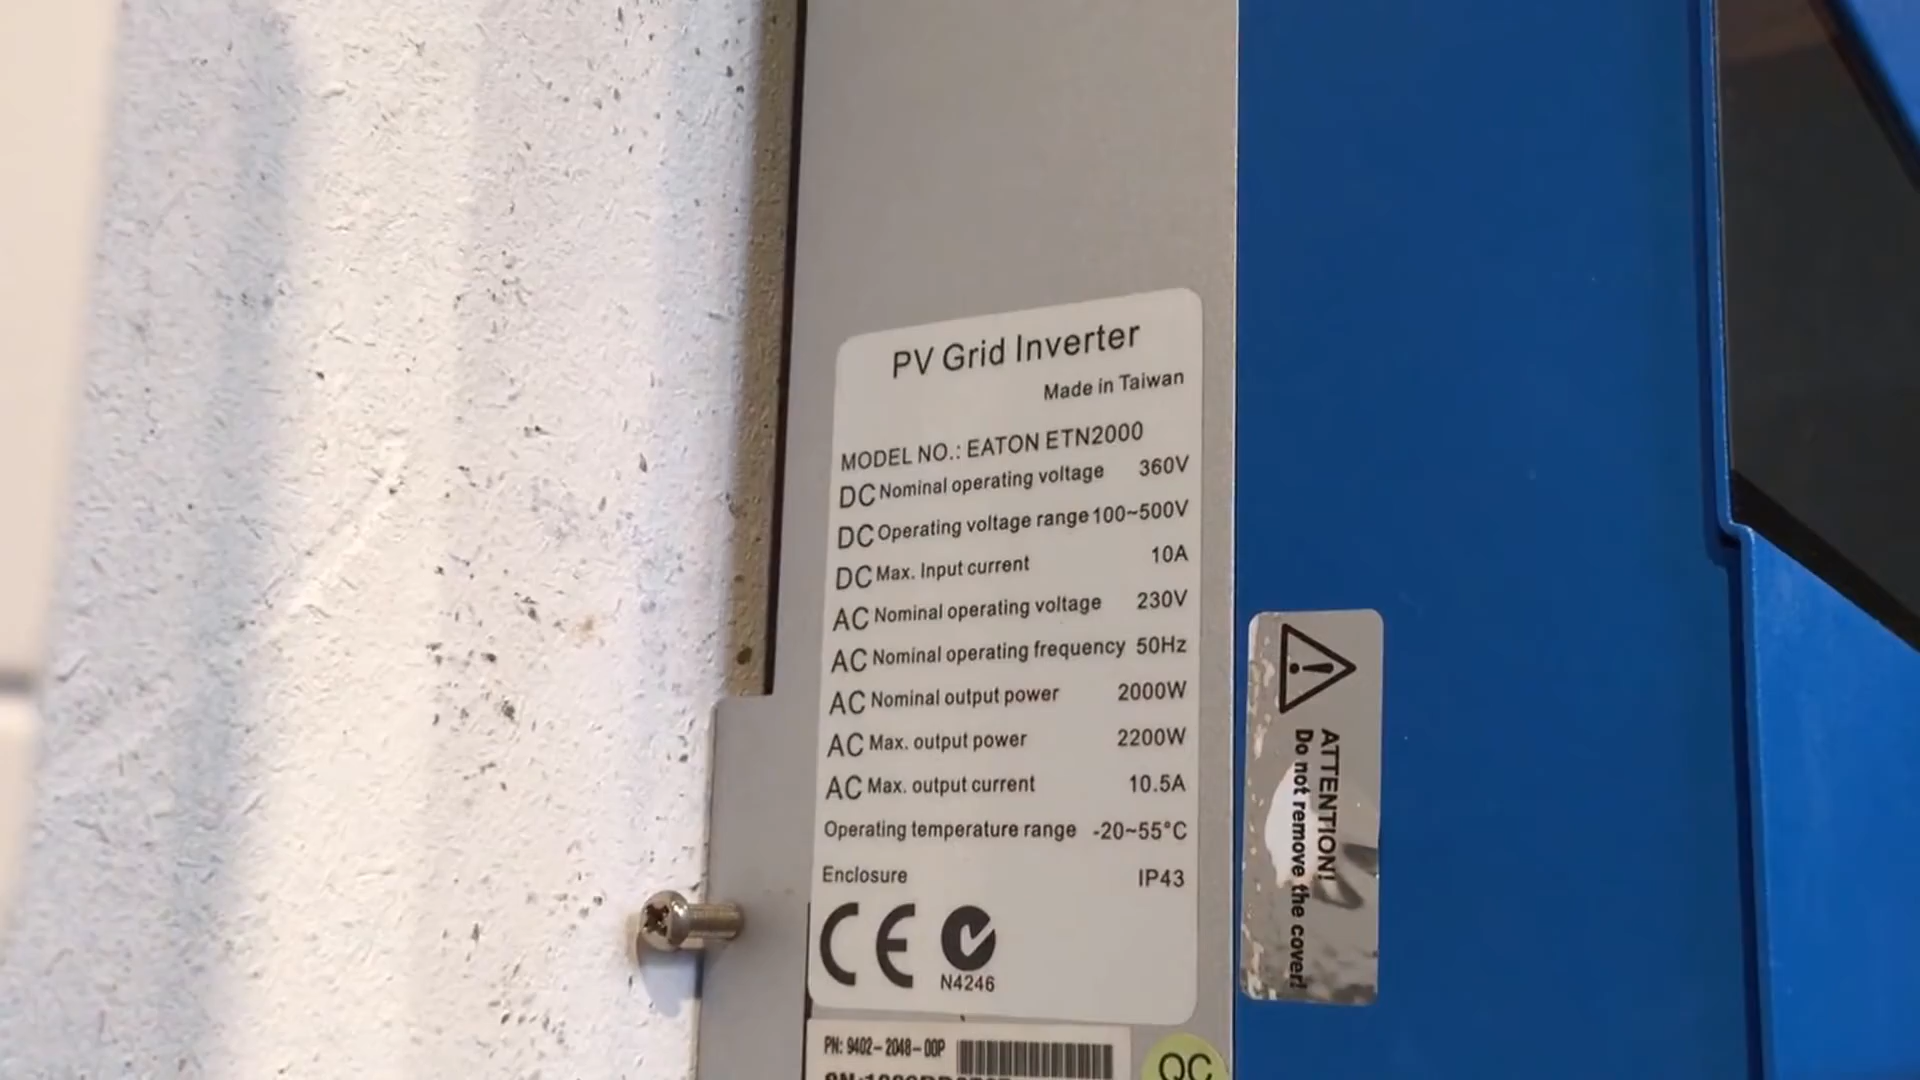 PV Grid Inverter
Made in Taiwan
MODEL NO.: EATON ETN2000
DC Nominal operating voltage 360V
DC Operating voltage range 100~500V
DC Max. Input current 10A
AC Nominal operating voltage 230V
AC Nominal operating frequency 50Hz
AC Nominal output power 2000W
AC Max. output power 2200W
AC Max. output current 10.5A
Operating temperature range -20~55°C
Enclosure IP43
CE
N4246
PN: 9402-2048-00P
QC
ATTENTION!
Do not remove the cover!